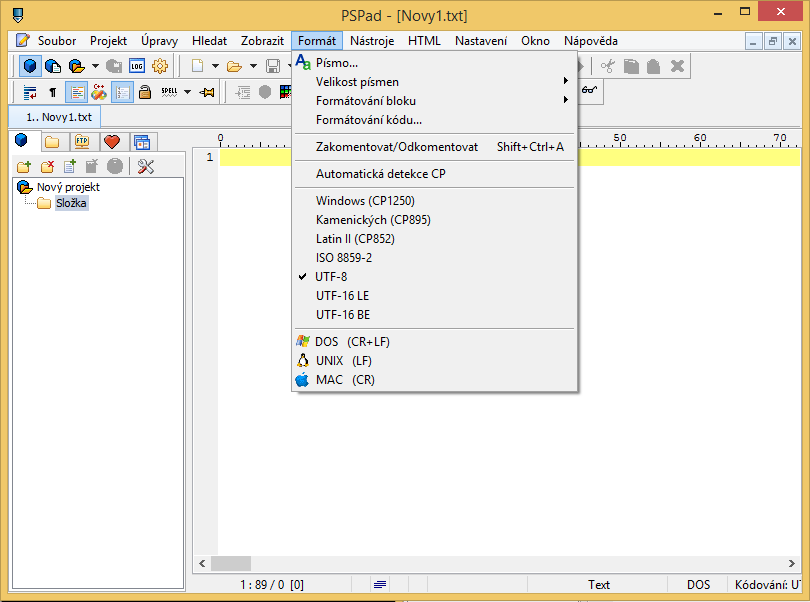 PSPad - [Novy1.txt]
Soubor Projekt Úpravy Hledat Zobrazit Formát Nástroje HTML Nastavení Okno Nápověda
LOG
SPELL
1.. Novy1.txt
FTP
0 50 60 70
1
Nový projekt
Složka
Písmo...
Velikost písmen
Formátování bloku
Formátování kódu...
Zakomentovat/Odkomentovat Shift+Ctrl+A
Automatická detekce CP
Windows (CP1250)
Kamenických (CP895)
Latin II (CP852)
ISO 8859-2
UTF-8
UTF-16 LE
UTF-16 BE
DOS (CR+LF)
UNIX (LF)
MAC (CR)
1 : 89 / 0 [0] Text DOS Kódování: